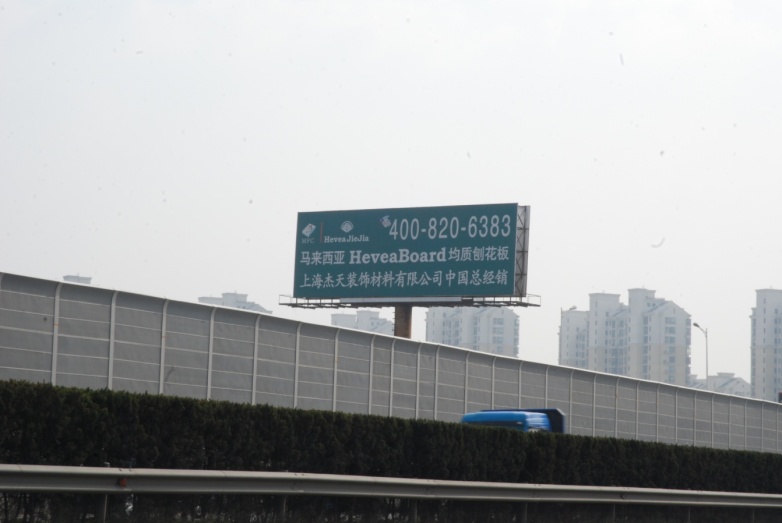 400-820-6383
HeveaJieJia
马来西亚 HeveaBoard 均质刨花板
上海杰天装饰材料有限公司中国总经销